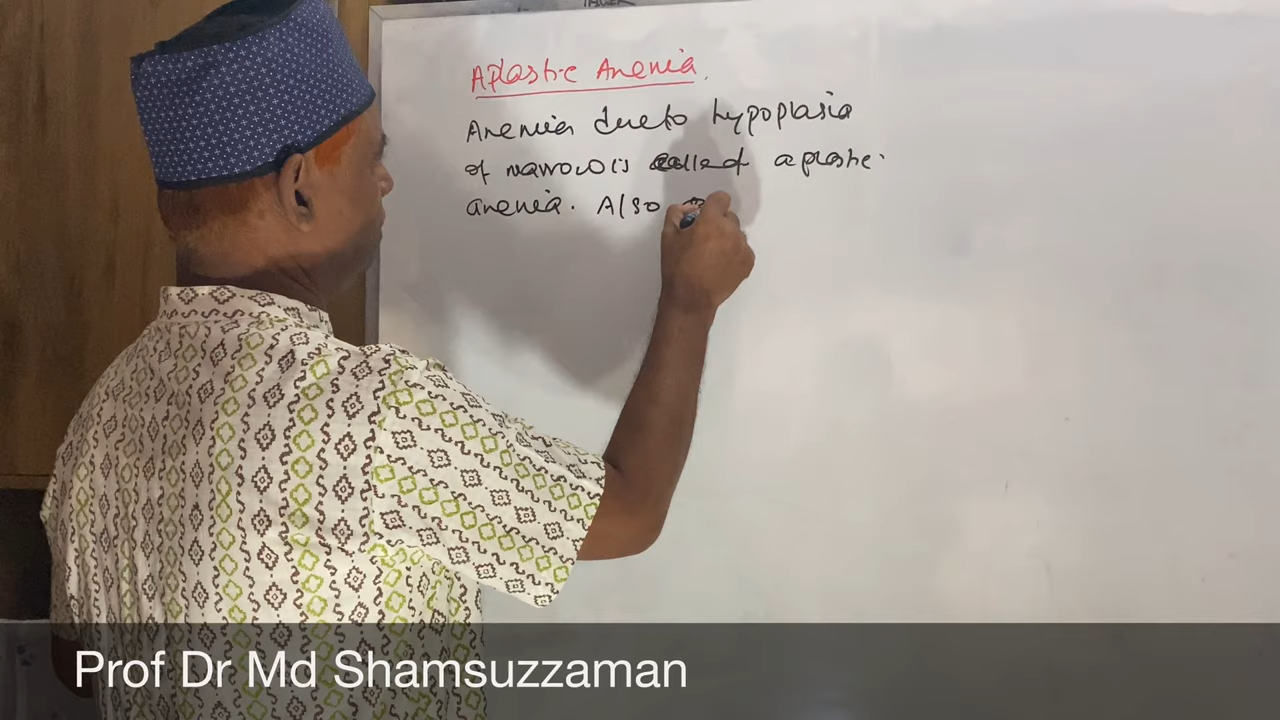 Aplastic Anemia.
Anemia due to hypoplasia
of marrow is called aplastic
anemia. Also
Prof Dr Md Shamsuzzaman